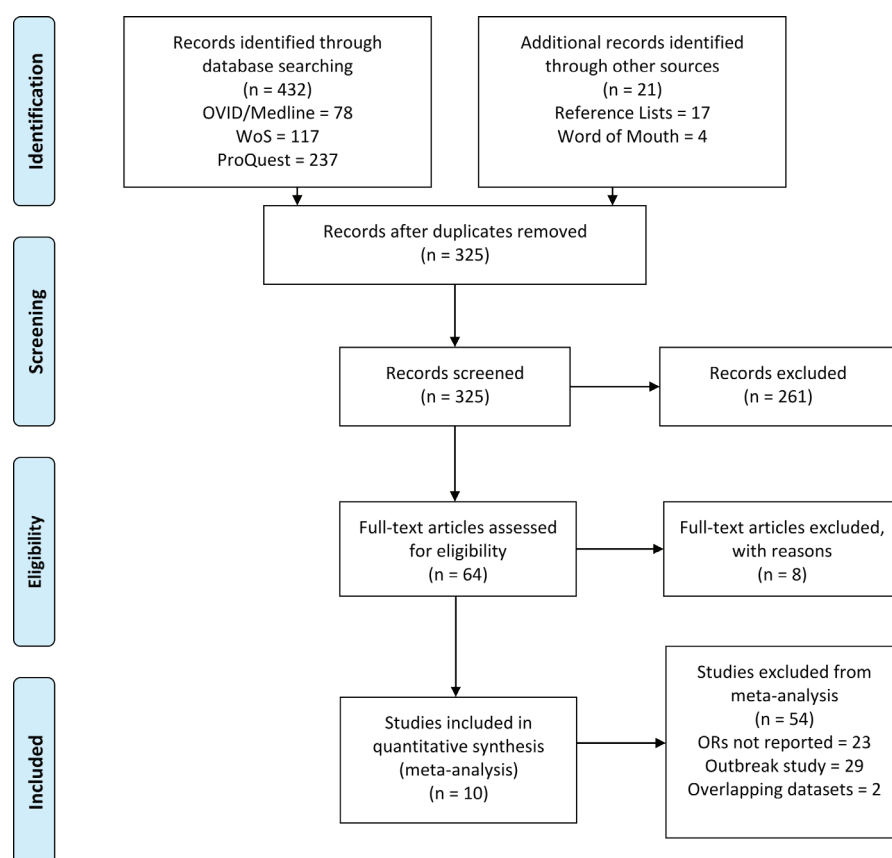 Identification
Records identified through
database searching
(n = 432)
OVID/Medline = 78
WoS = 117
ProQuest = 237
Additional records identified
through other sources
(n = 21)
Reference Lists = 17
Word of Mouth = 4
Records after duplicates removed
(n = 325)
Screening
Records screened
(n = 325)
Records excluded
(n = 261)
Eligibility
Full-text articles assessed
for eligibility
(n = 64)
Full-text articles excluded,
with reasons
(n = 8)
Included
Studies included in
quantitative synthesis
(meta-analysis)
(n = 10)
Studies excluded from
meta-analysis
(n = 54)
ORs not reported = 23
Outbreak study = 29
Overlapping datasets = 2